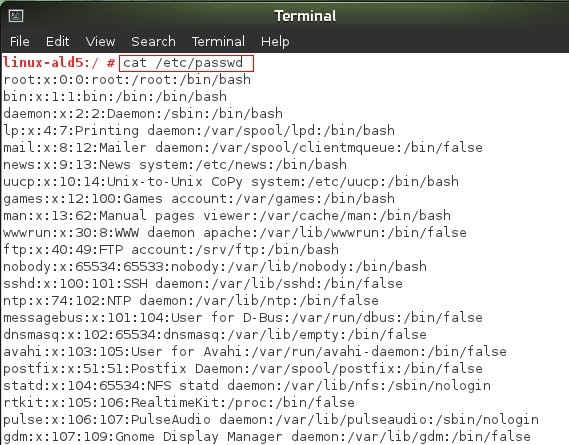 Terminal
File Edit View Search Terminal Help
linux-ald5:/ # cat /etc/passwd
root:x:0:0:root:/root:/bin/bash
bin:x:1:1:bin:/bin:/bin/bash
daemon:x:2:2:Daemon:/sbin:/bin/bash
lp:x:4:7:Printing daemon:/var/spool/lpd:/bin/bash
mail:x:8:12:Mailer daemon:/var/spool/clientmqueue:/bin/false
news:x:9:13:News system:/etc/news:/bin/bash
uucp:x:10:14:Unix-to-Unix CoPy system:/etc/uucp:/bin/bash
games:x:12:100:Games account:/var/games:/bin/bash
man:x:13:62:Manual pages viewer:/var/cache/man:/bin/bash
wwwrun:x:30:8:WWW daemon apache:/var/lib/wwwrun:/bin/false
ftp:x:40:49:FTP account:/srv/ftp:/bin/bash
nobody:x:65534:65533:nobody:/var/lib/nobody:/bin/bash
sshd:x:100:101:SSH daemon:/var/lib/sshd:/bin/false
ntp:x:74:102:NTP daemon:/var/lib/ntp:/bin/false
messagebus:x:101:104:User for D-Bus:/var/run/dbus:/bin/false
dnsmasq:x:102:65534:dnsmasq:/var/lib/empty:/bin/false
avahi:x:103:105:User for Avahi:/var/run/avahi-daemon:/bin/false
postfix:x:51:51:Postfix Daemon:/var/spool/postfix:/bin/false
statd:x:104:65534:NFS statd daemon:/var/lib/nfs:/sbin/nologin
rtkit:x:105:106:RealtimeKit:/proc:/bin/false
pulse:x:106:107:PulseAudio daemon:/var/lib/pulseaudio:/sbin/nologin
gdm:x:107:109:Gnome Display Manager daemon:/var/lib/gdm:/bin/false